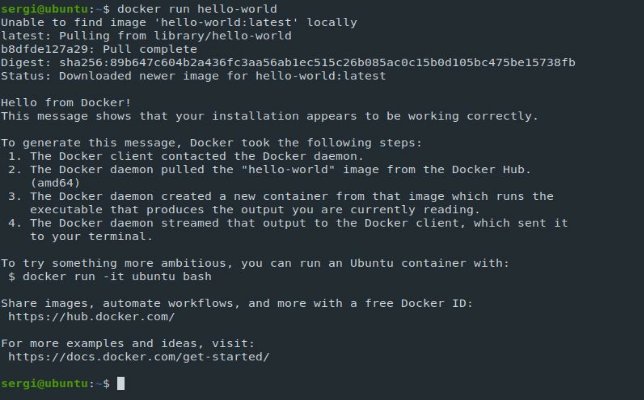 sergi@ubuntu:~$ docker run hello-world
Unable to find image 'hello-world:latest' locally
latest: Pulling from library/hello-world
b8dfde127a29: Pull complete
Digest: sha256:89b647c604b2a436fc3aa56ab1ec515c26b085ac0c15b0d105bc475be15738fb
Status: Downloaded newer image for hello-world:latest

Hello from Docker!
This message shows that your installation appears to be working correctly.

To generate this message, Docker took the following steps:
 1. The Docker client contacted the Docker daemon.
 2. The Docker daemon pulled the "hello-world" image from the Docker Hub.
    (amd64)
 3. The Docker daemon created a new container from that image which runs the
    executable that produces the output you are currently reading.
 4. The Docker daemon streamed that output to the Docker client, which sent it
    to your terminal.

To try something more ambitious, you can run an Ubuntu container with:
 $ docker run -it ubuntu bash

Share images, automate workflows, and more with a free Docker ID:
 https://hub.docker.com/

For more examples and ideas, visit:
 https://docs.docker.com/get-started/

sergi@ubuntu:~$